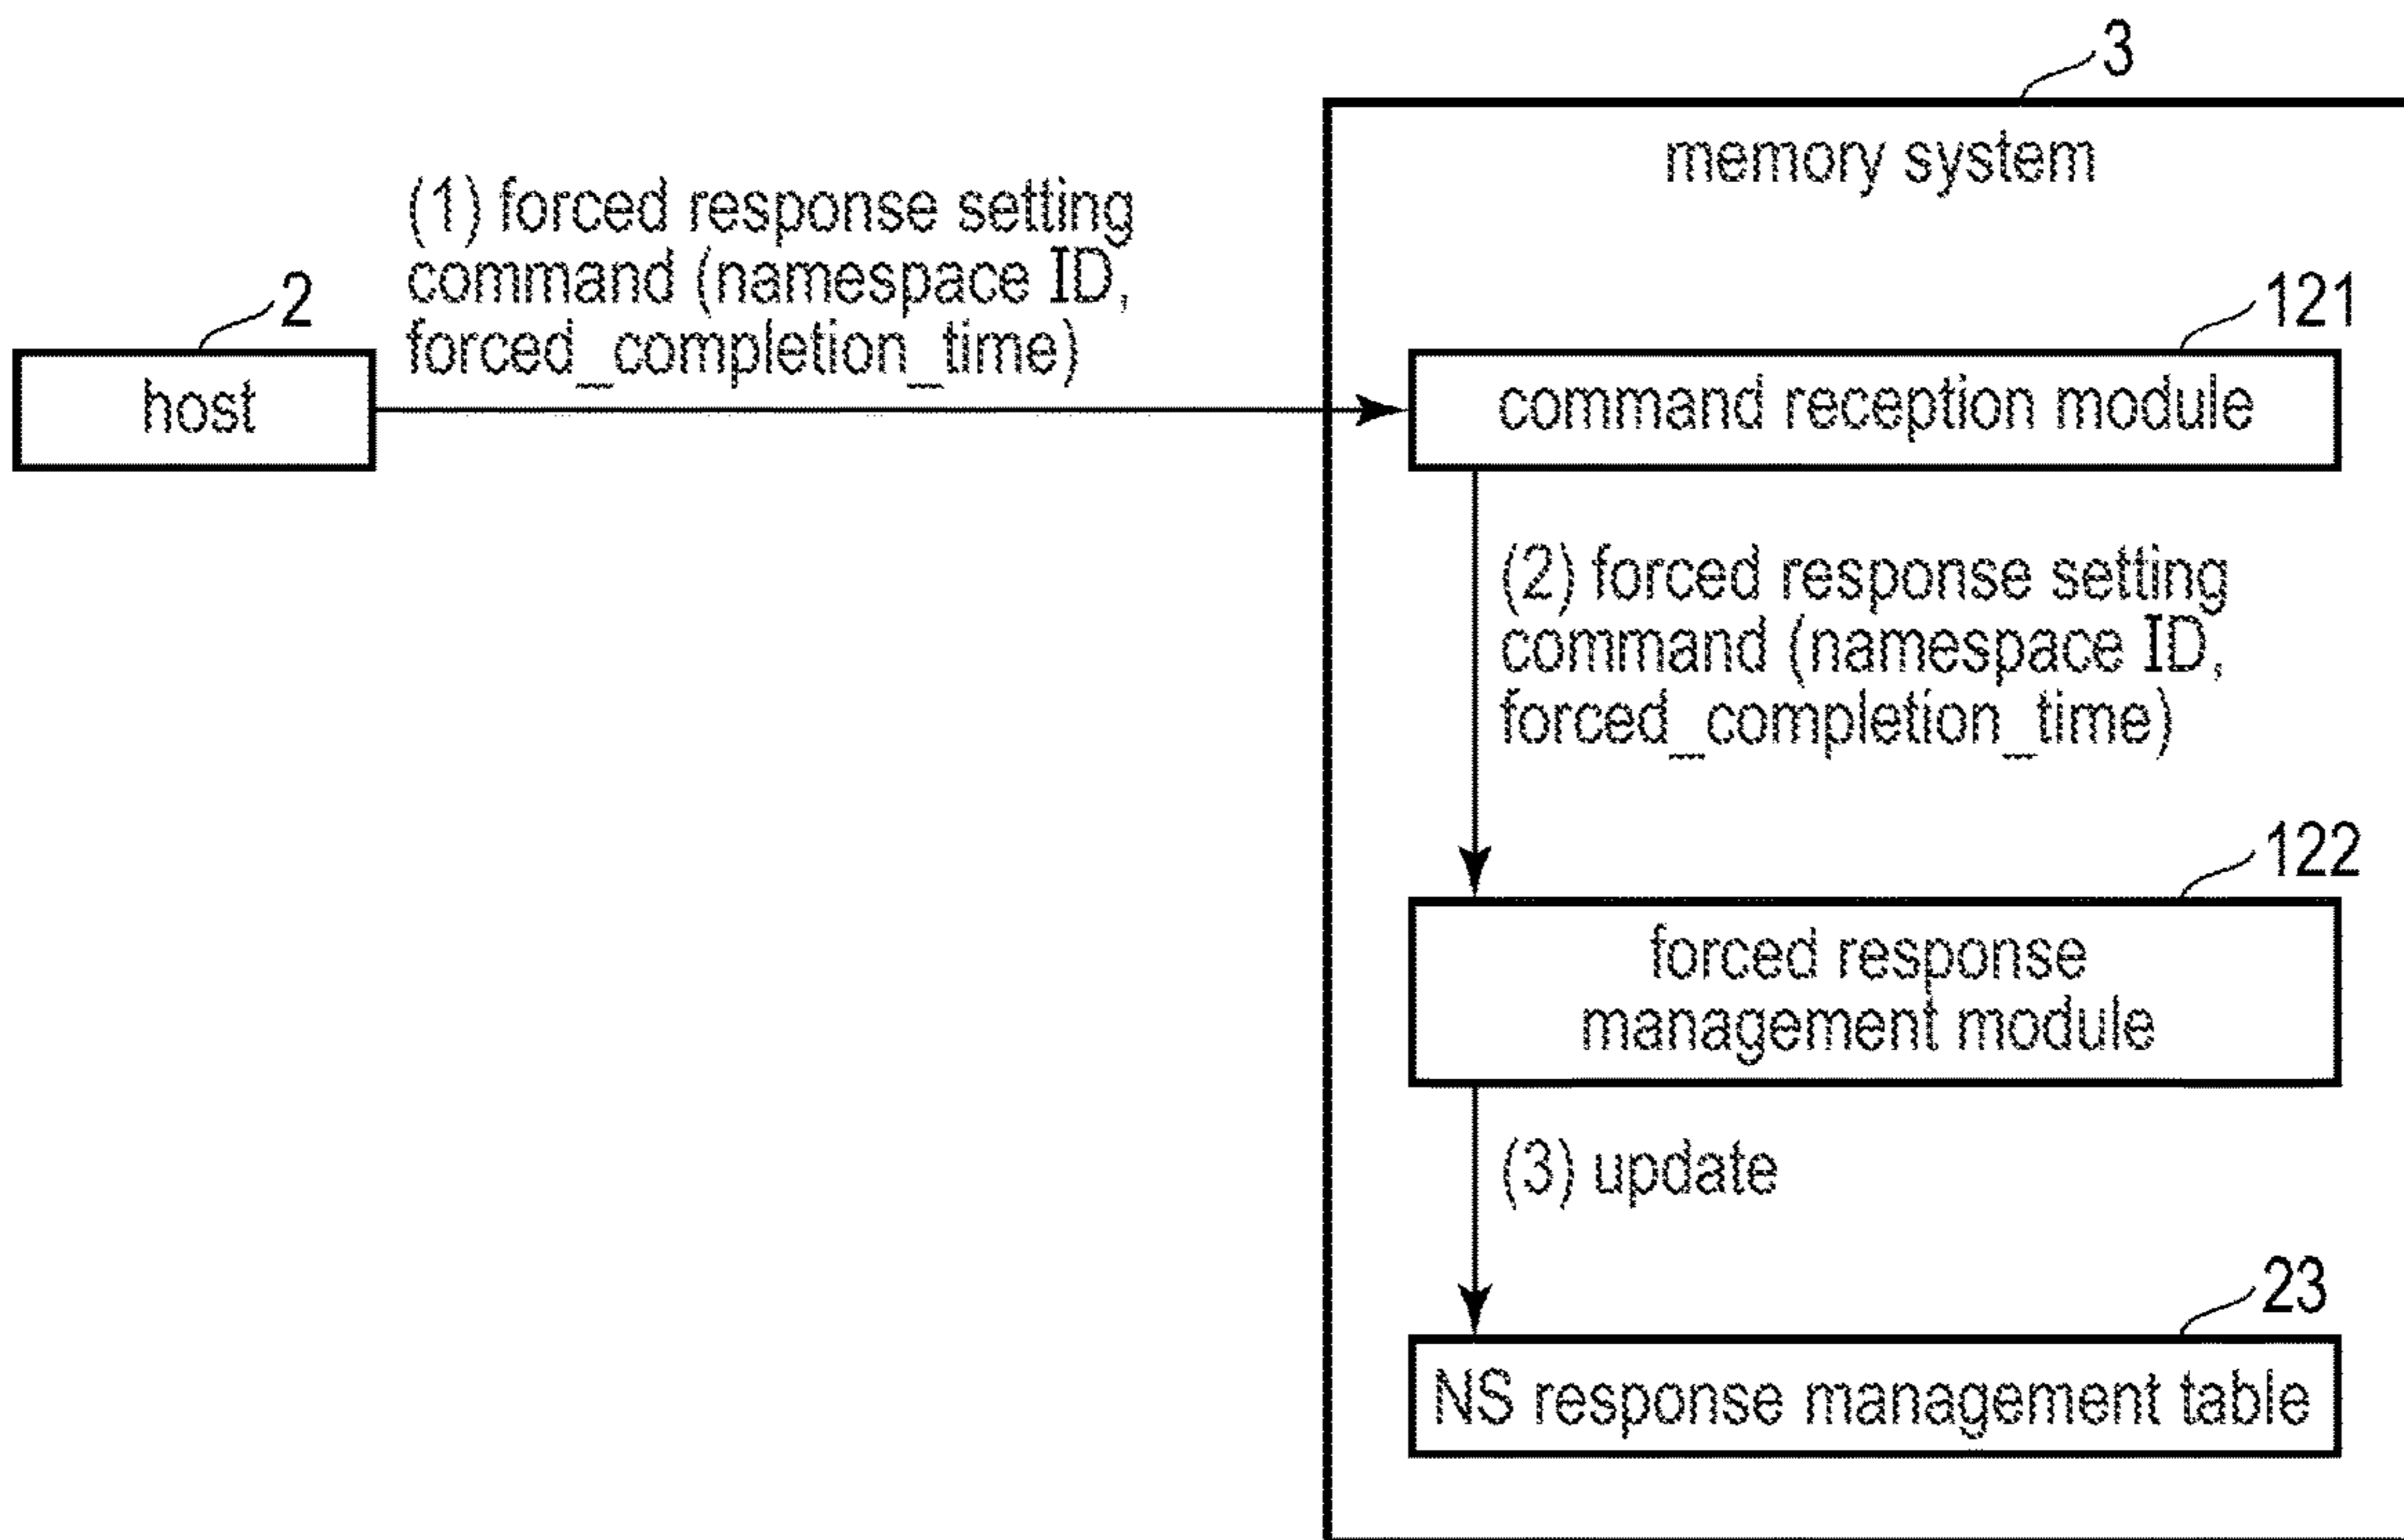 3
memory system
(1) forced response setting
command (namespace ID,
forced_completion_time)
2
host
121
command reception module
(2) forced response setting
command (namespace ID,
forced_completion_time)
122
forced response
management module
(3) update
23
NS response management table